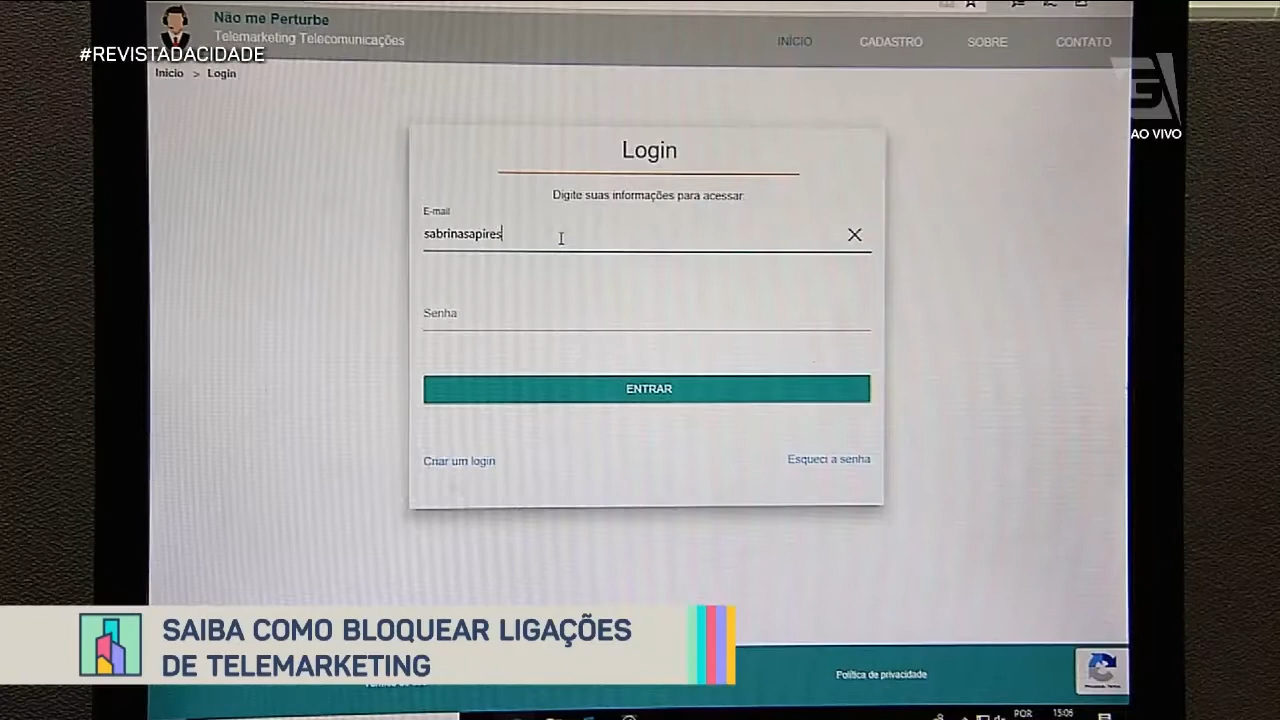 Não me Perturbe
Telemarketing Telecomunicações
#REVISTADACIDADE
INÍCIO
CADASTRO
SOBRE
CONTATO
Inicio > Login
AO VIVO
Login
Digite suas informações para acessar.
E-mail
sabrinasapires
Senha
ENTRAR
Criar um login
Esqueci a senha
SAIBA COMO BLOQUEAR LIGAÇÕES
DE TELEMARKETING
Política de privacidade
POR
15:06